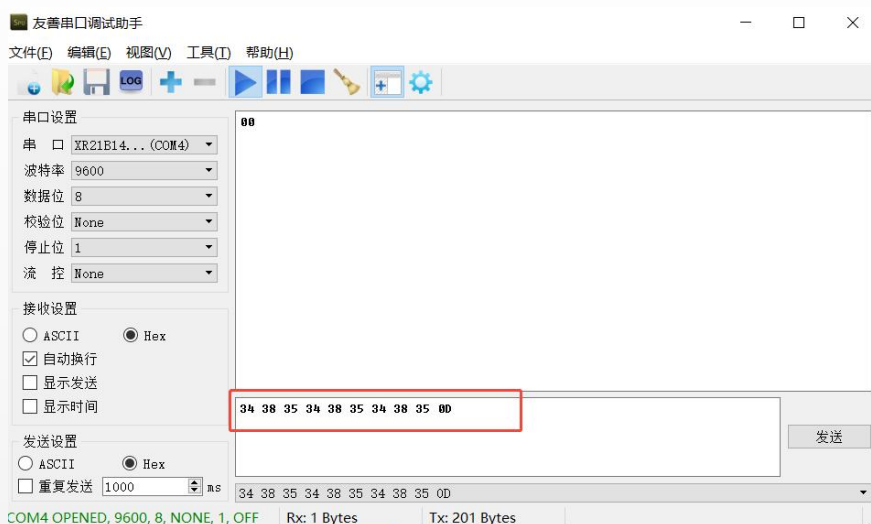 友善串口调试助手
文件(F) 编辑(E) 视图(V) 工具(T) 帮助(H)
LOG
串口设置
串 口 XR21B14...(COM4)
波特率 9600
数据位 8
校验位 None
停止位 1
流 控 None
接收设置
ASCII Hex
自动换行
显示发送
显示时间
发送设置
ASCII Hex
重复发送 1000 ms
00
34 38 35 34 38 35 34 38 35 0D
发送
34 38 35 34 38 35 34 38 35 0D
COM4 OPENED, 9600, 8, NONE, 1, OFF Rx: 1 Bytes Tx: 201 Bytes